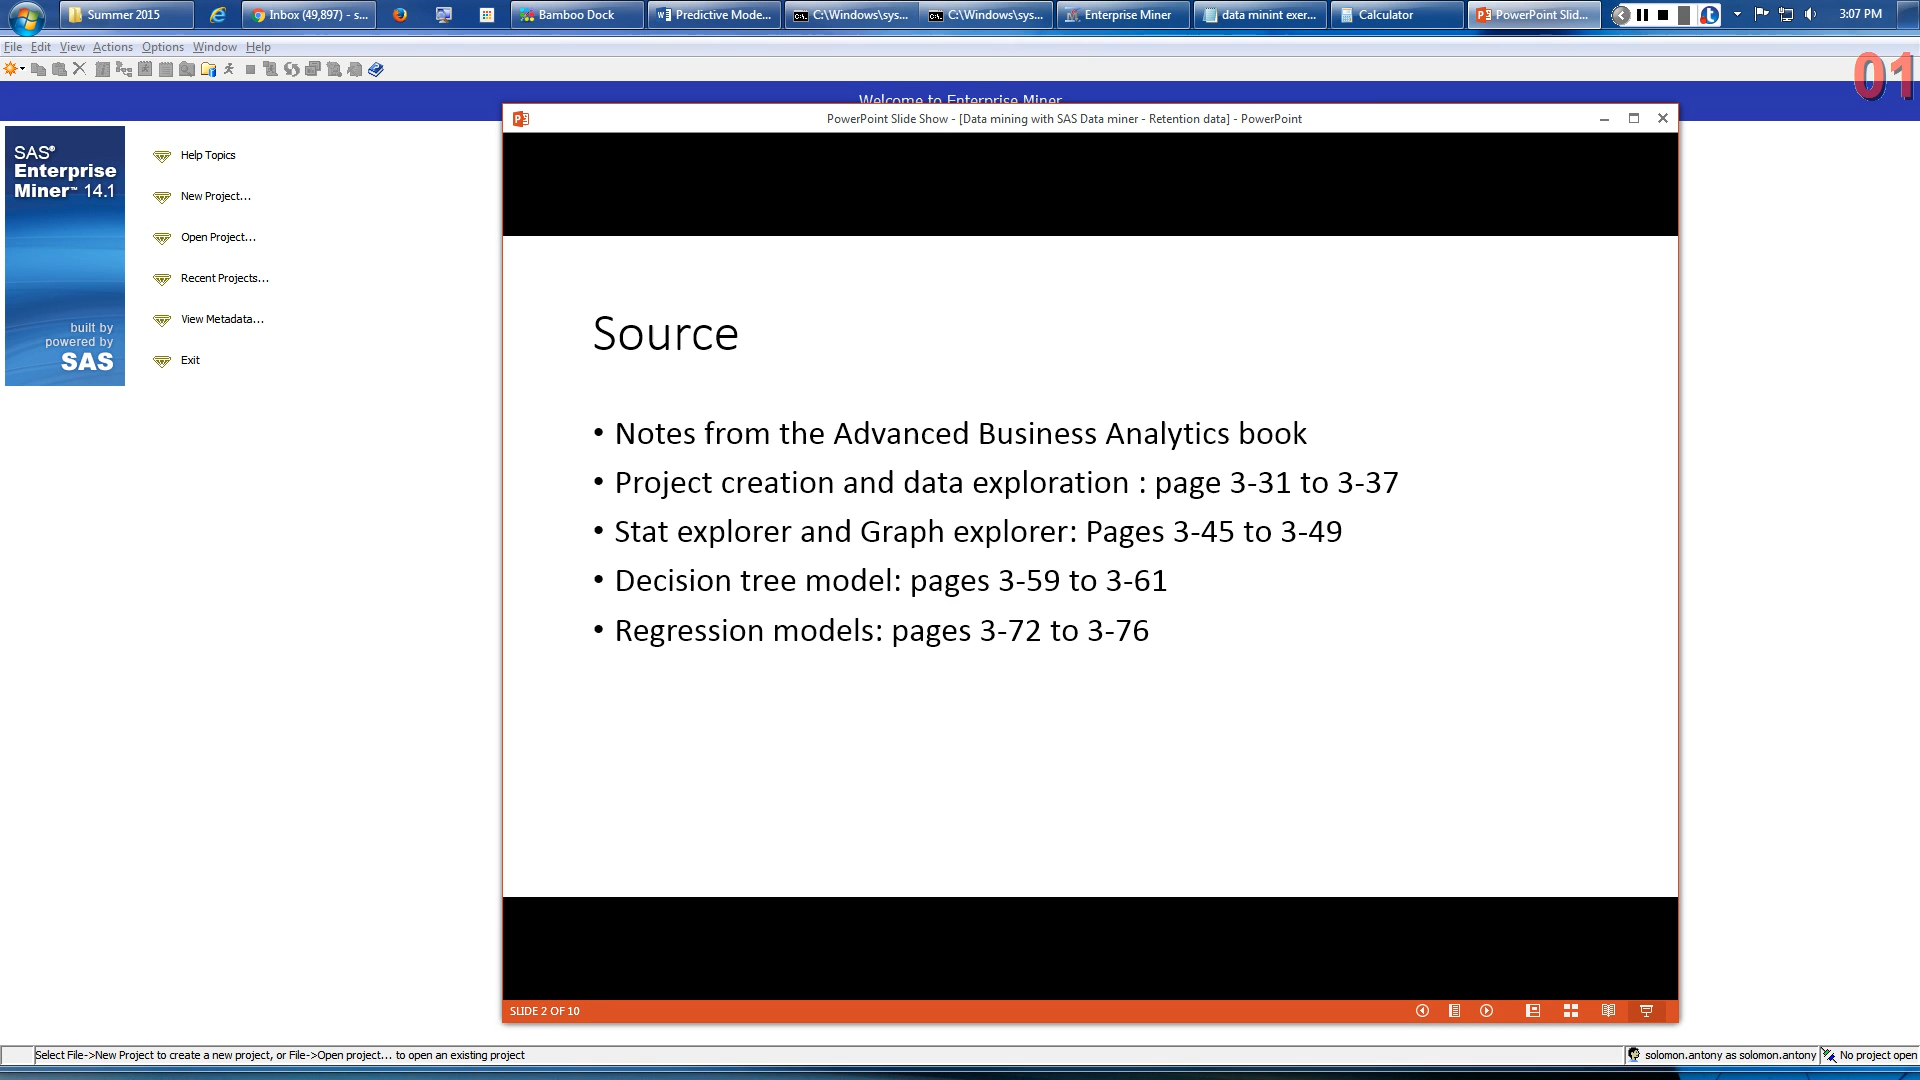 Summer 2015
Inbox (49,897) - s...
Bamboo Dock
Predictive Mode...
C:\Windows\sys...
C:\Windows\sys...
Enterprise Miner
data minint exer...
Calculator
PowerPoint Slid...
3:07 PM
File Edit View Actions Options Window Help
01
Welcome to Enterprise Miner
SAS®
Enterprise
Miner™ 14.1
built by
powered by
SAS
Help Topics
New Project...
Open Project...
Recent Projects...
View Metadata...
Exit
PowerPoint Slide Show - [Data mining with SAS Data miner - Retention data] - PowerPoint
Source
• Notes from the Advanced Business Analytics book
• Project creation and data exploration : page 3-31 to 3-37
• Stat explorer and Graph explorer: Pages 3-45 to 3-49
• Decision tree model: pages 3-59 to 3-61
• Regression models: pages 3-72 to 3-76
SLIDE 2 OF 10
Select File->New Project to create a new project, or File->Open project... to open an existing project
solomon.antony as solomon.antony
No project open